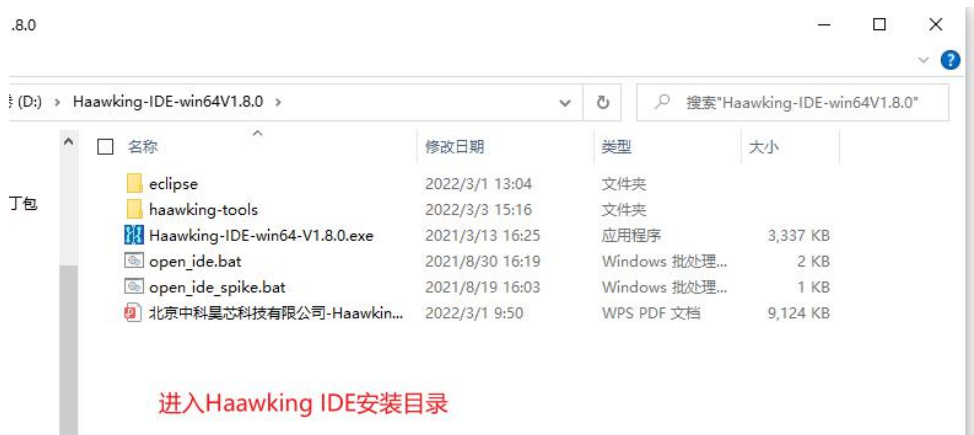 .8.0
(D:) › Haawking-IDE-win64V1.8.0 ›
搜索"Haawking-IDE-win64V1.8.0"
名称 修改日期 类型 大小
eclipse 2022/3/1 13:04 文件夹
丁包
haawking-tools 2022/3/3 15:16 文件夹
Haawking-IDE-win64-V1.8.0.exe 2021/3/13 16:25 应用程序 3,337 KB
open_ide.bat 2021/8/30 16:19 Windows 批处理... 2 KB
open_ide_spike.bat 2021/8/19 16:03 Windows 批处理... 1 KB
北京中科昊芯科技有限公司-Haawkin... 2022/3/1 9:50 WPS PDF 文档 9,124 KB
进入Haawking IDE安装目录